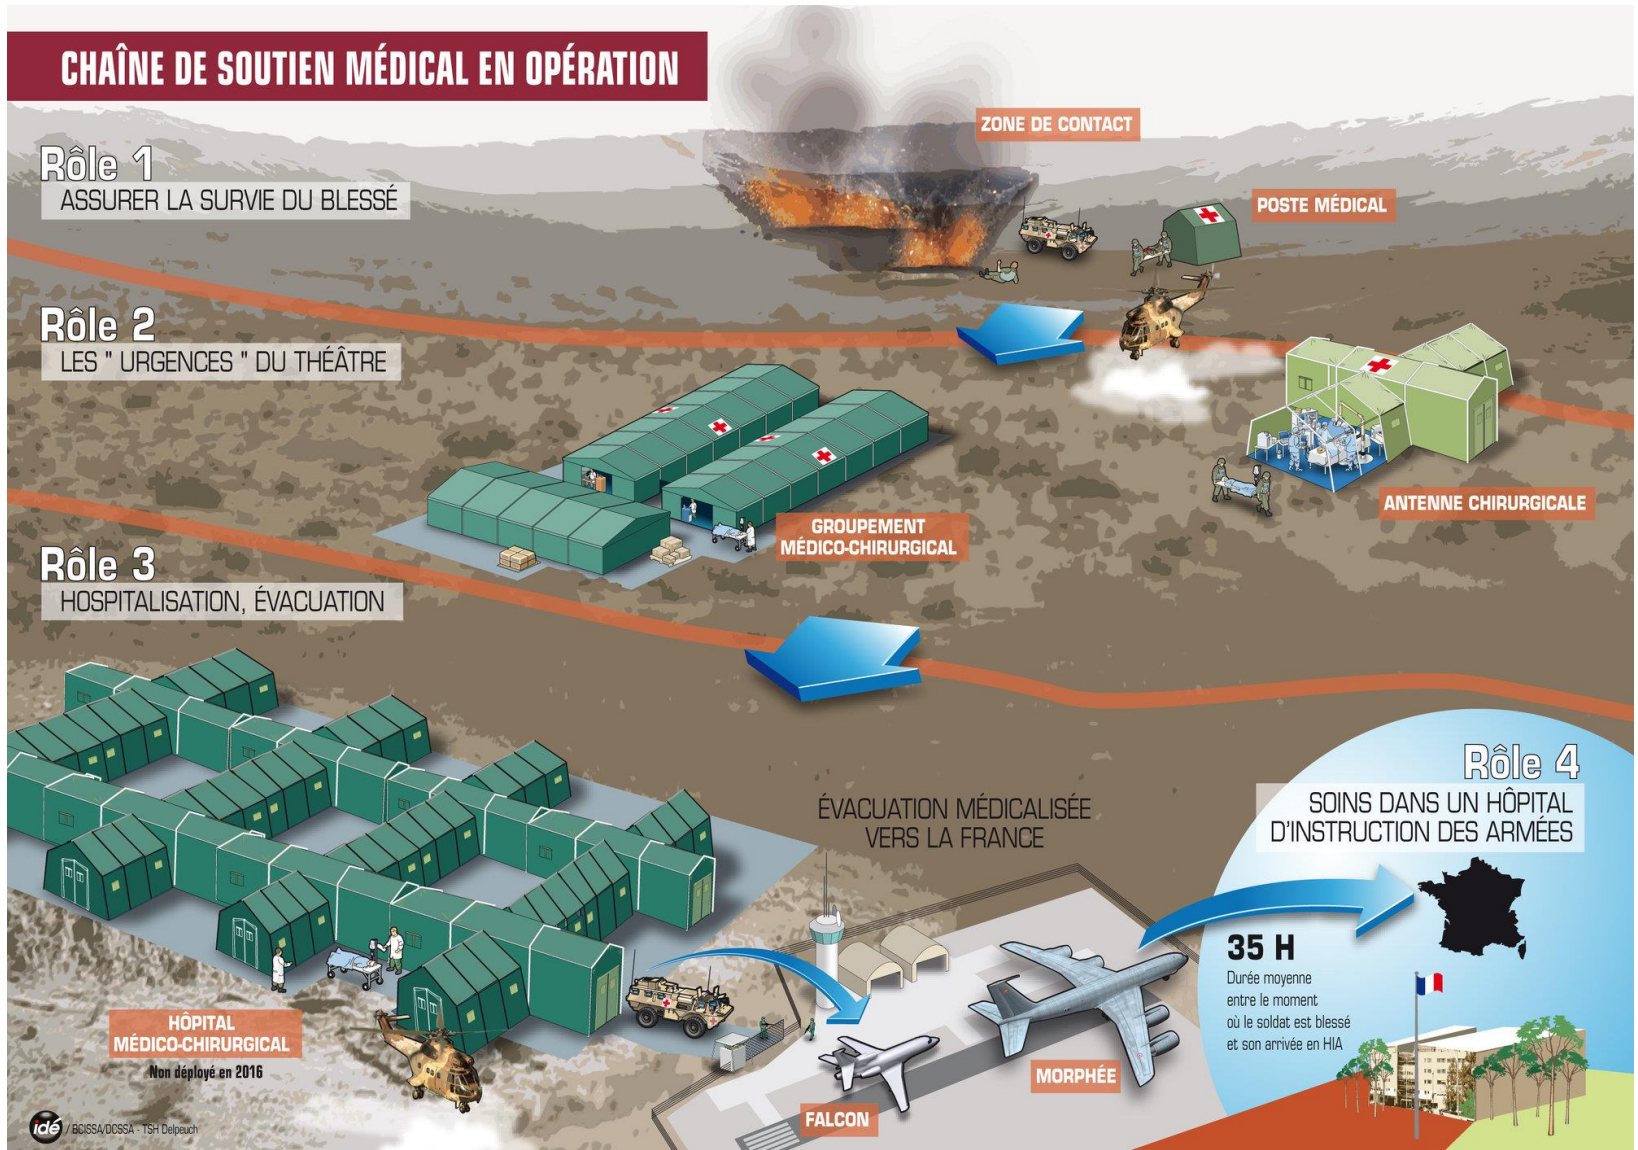 CHAÎNE DE SOUTIEN MÉDICAL EN OPÉRATION
ZONE DE CONTACT
Rôle 1
ASSURER LA SURVIE DU BLESSÉ
POSTE MÉDICAL
Rôle 2
LES " URGENCES " DU THÉÂTRE
ANTENNE CHIRURGICALE
GROUPEMENT
MÉDICO-CHIRURGICAL
Rôle 3
HOSPITALISATION, ÉVACUATION
Rôle 4
SOINS DANS UN HÔPITAL
D'INSTRUCTION DES ARMÉES
ÉVACUATION MÉDICALISÉE
VERS LA FRANCE
35 H
Durée moyenne
entre le moment
où le soldat est blessé
et son arrivée en HIA
HÔPITAL
MÉDICO-CHIRURGICAL
Non déployé en 2016
MORPHÉE
FALCON
idé / BCISSA/DCSSA - TSH Delpeuch